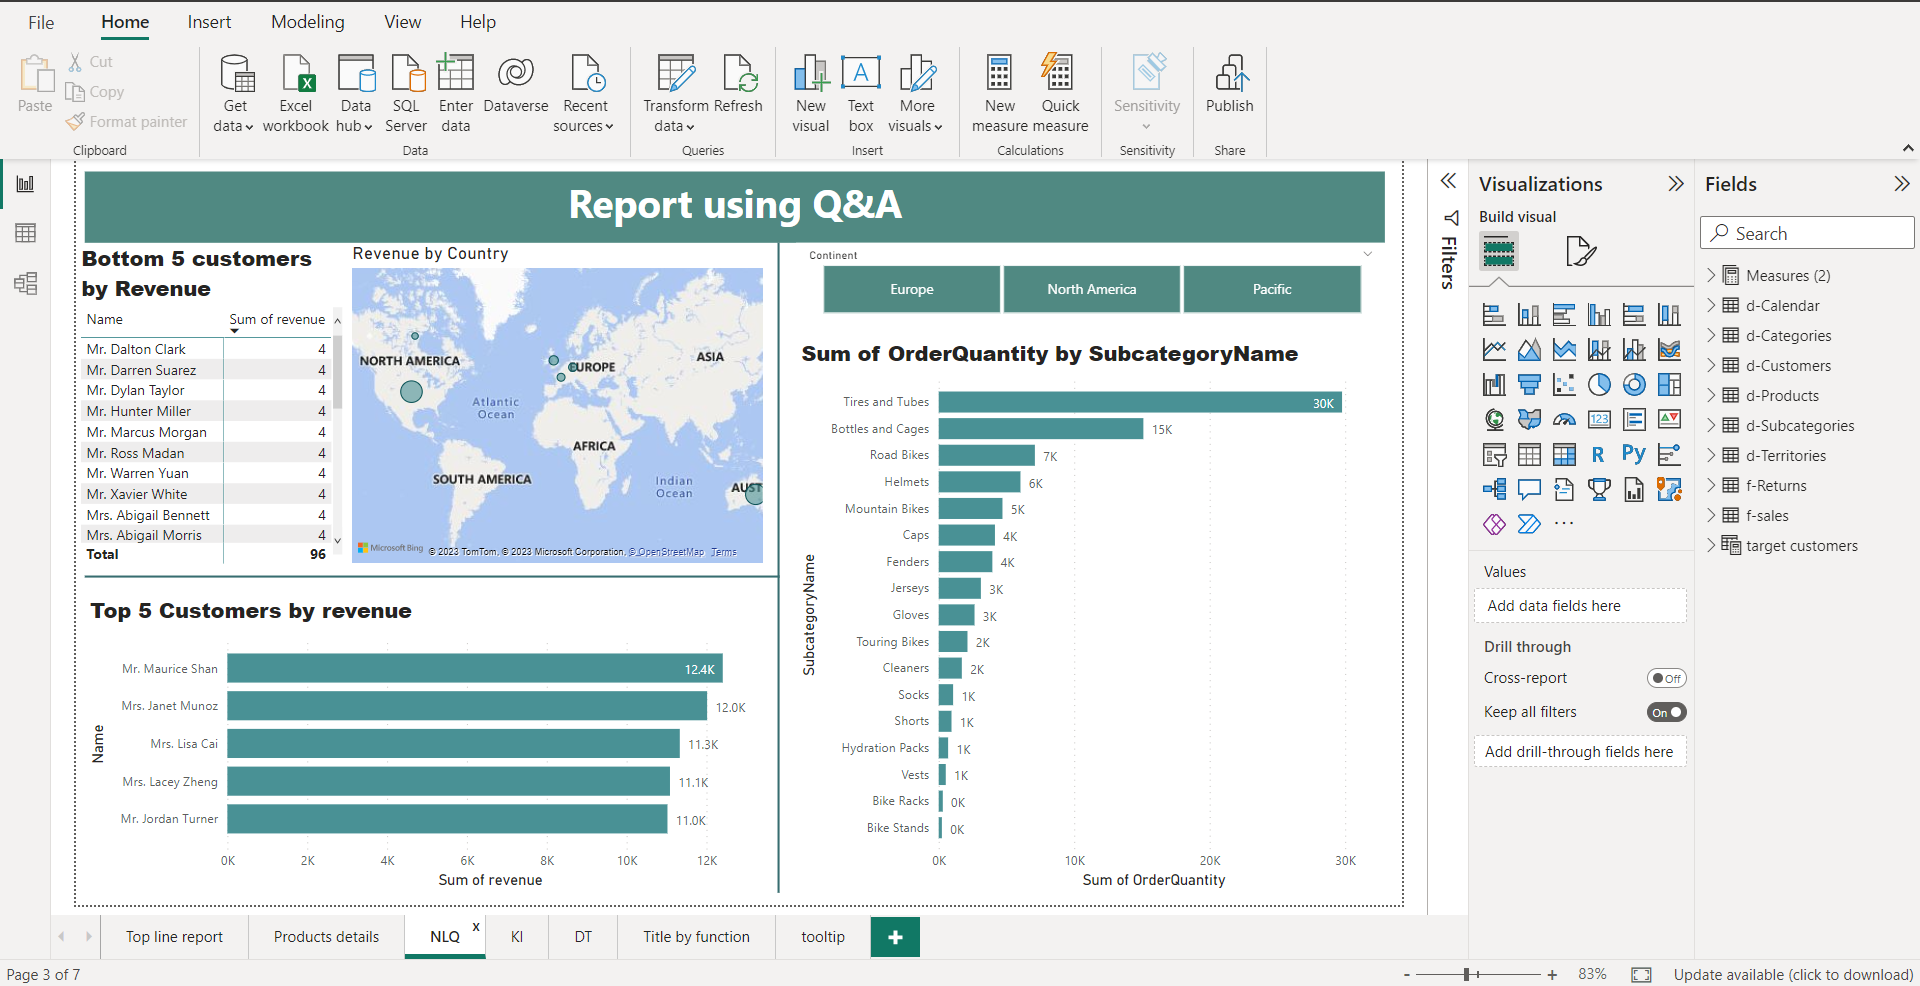 File Home Insert Modeling View Help
Paste
Cut
Copy
Format painter
Clipboard
Get data
Excel workbook
Data hub
SQL Server
Enter data
Dataverse
Recent sources
Data
Transform data
Refresh
Queries
New visual
Text box
More visuals
Insert
New measure
Quick measure
Calculations
Sensitivity
Sensitivity
Publish
Share
Report using Q&A
Bottom 5 customers
by Revenue
Name Sum of revenue
Mr. Dalton Clark 4
Mr. Darren Suarez 4
Mr. Dylan Taylor 4
Mr. Hunter Miller 4
Mr. Marcus Morgan 4
Mr. Ross Madan 4
Mr. Warren Yuan 4
Mr. Xavier White 4
Mrs. Abigail Bennett 4
Mrs. Abigail Morris 4
Total 96
Revenue by Country
NORTH AMERICA
EUROPE
ASIA
Atlantic
Ocean
AFRICA
SOUTH AMERICA
Indian
Ocean
AUST
Microsoft Bing © 2023 TomTom, © 2023 Microsoft Corporation, © OpenStreetMap Terms
Top 5 Customers by revenue
Name
Mr. Maurice Shan 12.4K
Mrs. Janet Munoz 12.0K
Mrs. Lisa Cai 11.3K
Mrs. Lacey Zheng 11.1K
Mr. Jordan Turner 11.0K
0K 2K 4K 6K 8K 10K 12K
Sum of revenue
Continent
Europe North America Pacific
Sum of OrderQuantity by SubcategoryName
SubcategoryName
Tires and Tubes 30K
Bottles and Cages 15K
Road Bikes 7K
Helmets 6K
Mountain Bikes 5K
Caps 4K
Fenders 4K
Jerseys 3K
Gloves 3K
Touring Bikes 2K
Cleaners 2K
Socks 1K
Shorts 1K
Hydration Packs 1K
Vests 1K
Bike Racks 0K
Bike Stands 0K
0K 10K 20K 30K
Sum of OrderQuantity
Filters
Visualizations
Build visual
123
R
Py
...
Values
Add data fields here
Drill through
Cross-report Off
Keep all filters On
Add drill-through fields here
Fields
Search
Measures (2)
d-Calendar
d-Categories
d-Customers
d-Products
d-Subcategories
d-Territories
f-Returns
f-sales
target customers
Top line report Products details NLQ x KI DT Title by function tooltip +
Page 3 of 7
- + 83% Update available (click to download)